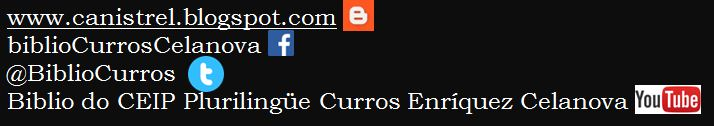 www.canistrel.blogspot.com
biblioCurrosCelanova
@BiblioCurros
Biblio do CEIP Plurilingüe Curros Enríquez Celanova YouTube